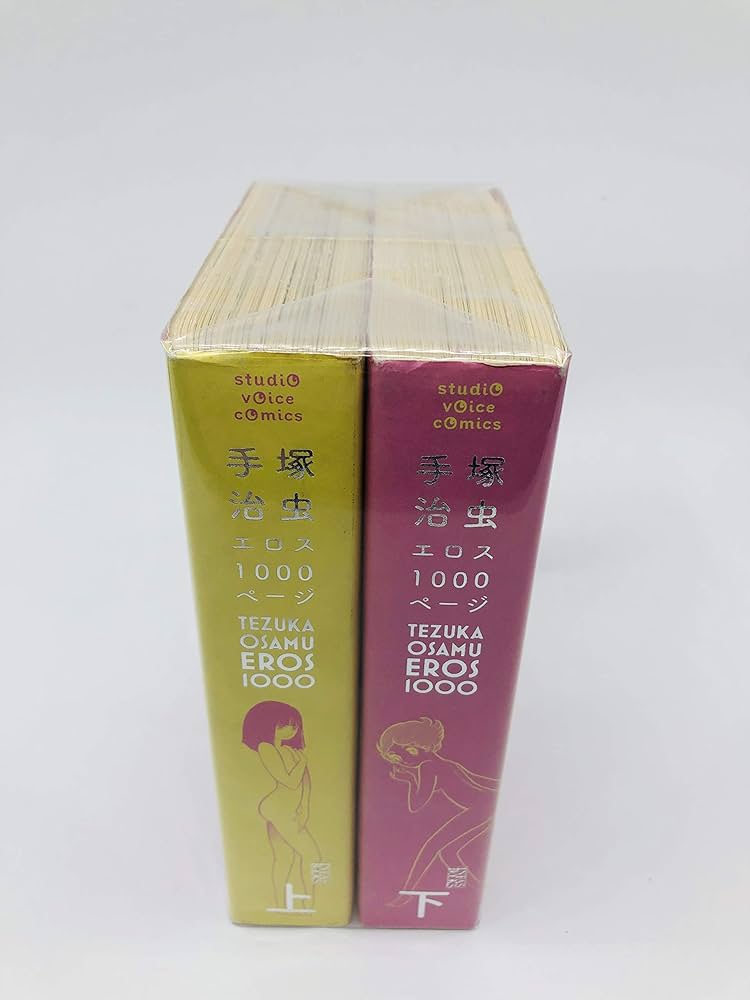 studio
voice
comics
手塚
治虫
エロス
1000
ページ
TEZUKA
OSAMU
EROS
1000
上
studio
voice
comics
手塚
治虫
エロス
1000
ページ
TEZUKA
OSAMU
EROS
1000
下